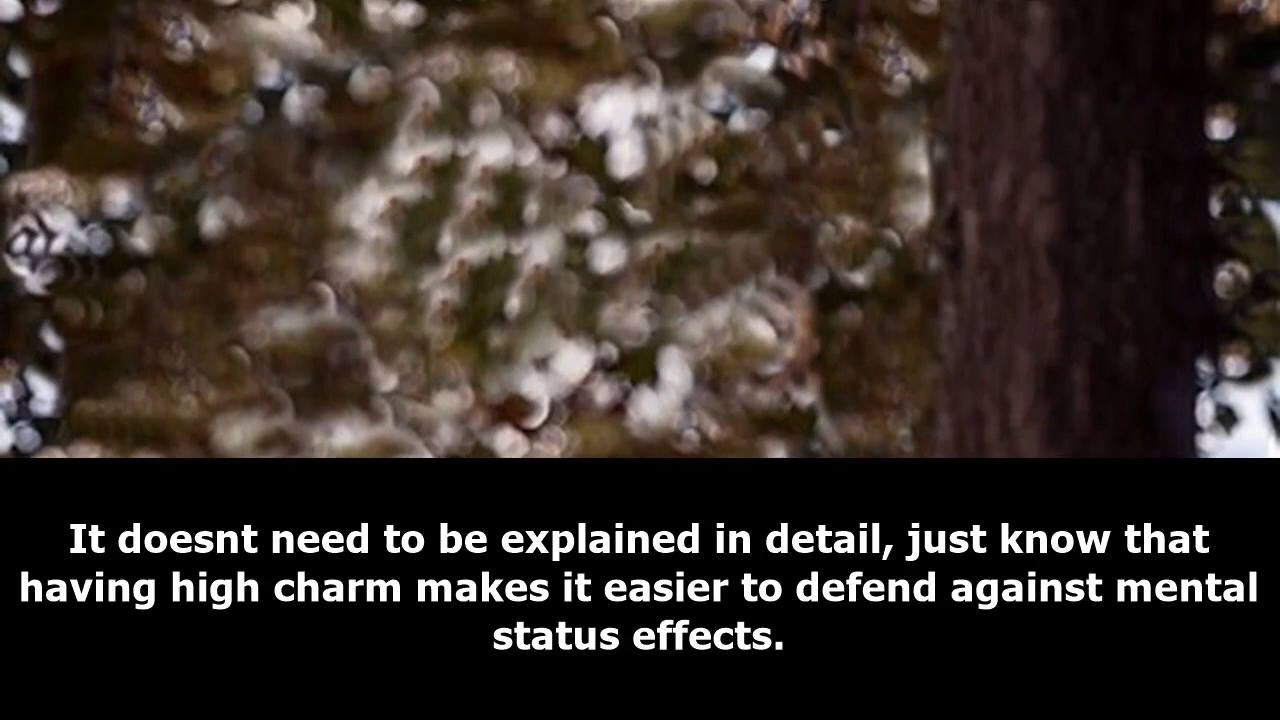 It doesnt need to be explained in detail, just know that
having high charm makes it easier to defend against mental
status effects.